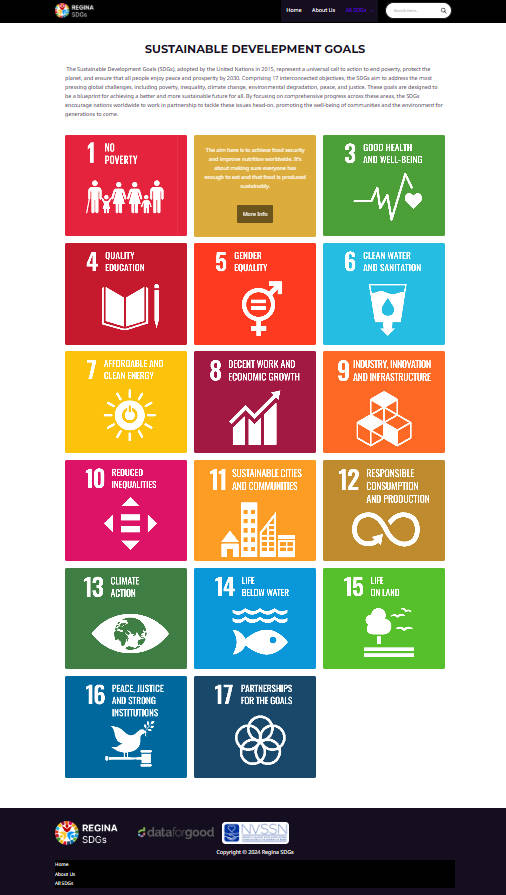 REGINA
SDGs
Home
About Us
All SDGs
Search here...
SUSTAINABLE DEVELEPMENT GOALS
The Sustainable Development Goals (SDGs), adopted by the United Nations in 2015, represent a universal call to action to end poverty, protect the
planet, and ensure that all people enjoy peace and prosperity by 2030. Comprising 17 interconnected objectives, the SDGs aim to address the most
pressing global challenges, including poverty, inequality, climate change, environmental degradation, peace, and justice. These goals are designed to
be a blueprint for achieving a better and more sustainable future for all. By focusing on comprehensive progress across these areas, the SDGs
encourage nations worldwide to work in partnership to tackle these issues head-on, promoting the well-being of communities and the environment for
generations to come.
1 NO
POVERTY
The aim here is to achieve food security
and improve nutrition worldwide. It's
about making sure everyone has
enough to eat and that food is produced
sustainably.
More Info
3 GOOD HEALTH
AND WELL-BEING
4 QUALITY
EDUCATION
5 GENDER
EQUALITY
6 CLEAN WATER
AND SANITATION
7 AFFORDABLE AND
CLEAN ENERGY
8 DECENT WORK AND
ECONOMIC GROWTH
9 INDUSTRY, INNOVATION
AND INFRASTRUCTURE
10 REDUCED
INEQUALITIES
11 SUSTAINABLE CITIES
AND COMMUNITIES
12 RESPONSIBLE
CONSUMPTION
AND PRODUCTION
13 CLIMATE
ACTION
14 LIFE
BELOW WATER
15 LIFE
ON LAND
16 PEACE, JUSTICE
AND STRONG
INSTITUTIONS
17 PARTNERSHIPS
FOR THE GOALS
REGINA
SDGs
dataforgood
NVSSN
Copyright © 2024 Regina SDGs
Home
About Us
All SDGs